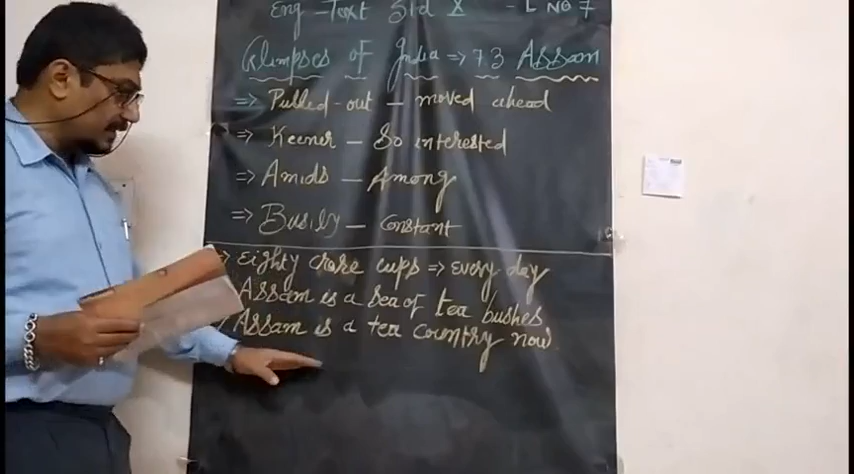 Eng - Text Std X - L NO 7
Glimpses of India => 7.3 Assam
=> Pulled-out - moved ahead
=> Keener - So interested
=> Amids - Among
=> Busily - Constant
=> Eighty crore cups => every day
Assam is a Sea of tea bushes
Assam is a tea country now.